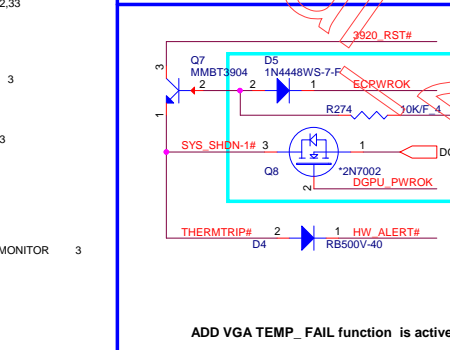 2,33
3920_RST#
3
Q7
MMBT3904
2
D5
1N4448WS-7-F
2
1
ECPWROK
3
R274
10K/F_4
1
3
SYS_SHDN-1#
3
1
Q8
*2N7002
2
DGPU_PWROK
THERMTRIP#
2
1
HW_ALERT#
D4
RB500V-40
MONITOR 3
ADD VGA TEMP_ FAIL function is active